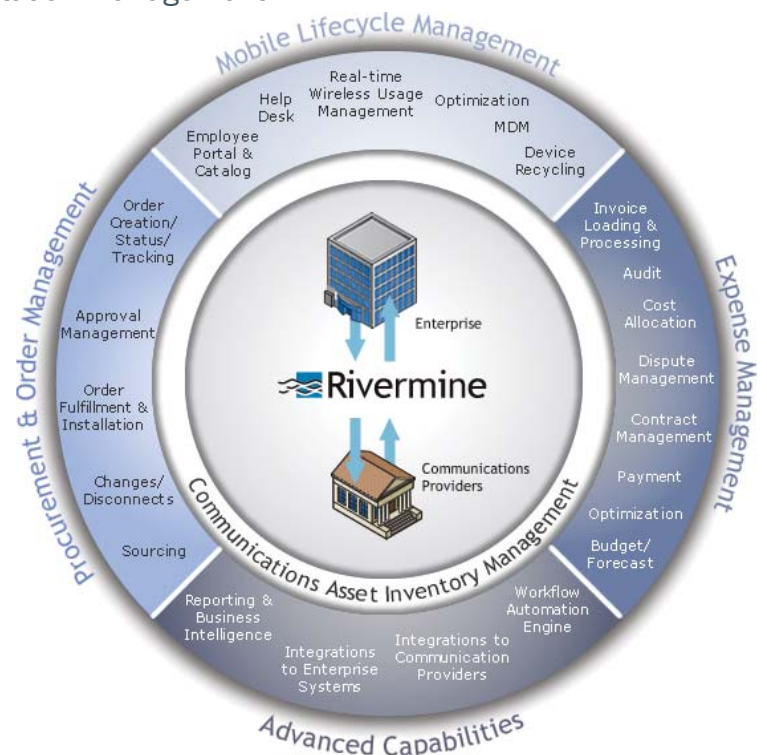 Mobile Lifecycle Management
Employee
Portal &
Catalog
Help
Desk
Real-time
Wireless Usage
Management
Optimization
MDM
Device
Recycling
Expense Management
Invoice
Loading &
Processing
Audit
Cost
Allocation
Dispute
Management
Contract
Management
Payment
Optimization
Budget/
Forecast
Advanced Capabilities
Reporting &
Business
Intelligence
Integrations
to Enterprise
Systems
Integrations to
Communication
Providers
Workflow
Automation
Engine
Procurement & Order Management
Order
Creation/
Status/
Tracking
Approval
Management
Order
Fulfillment &
Installation
Changes/
Disconnects
Sourcing
Enterprise
Rivermine
Communications
Providers
Communications Asset Inventory Management